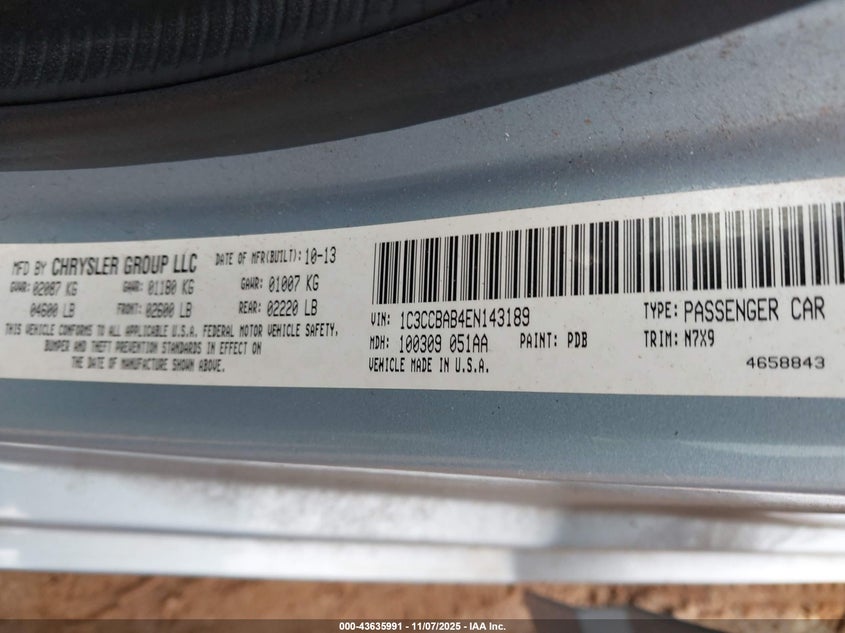 MFD BY CHRYSLER GROUP LLC DATE OF MFR(BUILT): 10-13
GVWR: 02087 KG GAWR: 01180 KG GAWR: 01007 KG
04600 LB FRONT: 02600 LB REAR: 02220 LB
THIS VEHICLE CONFORMS TO ALL APPLICABLE U.S.A. FEDERAL MOTOR VEHICLE SAFETY,
BUMPER AND THEFT PREVENTION STANDARDS IN EFFECT ON
THE DATE OF MANUFACTURE SHOWN ABOVE.
VIN: 1C3CCBAB4EN143189 TYPE: PASSENGER CAR
MDH: 100309 051AA PAINT: PDB TRIM: N7X9
VEHICLE MADE IN U.S.A. 4658843
000-43635991 - 11/07/2025 - IAA Inc.